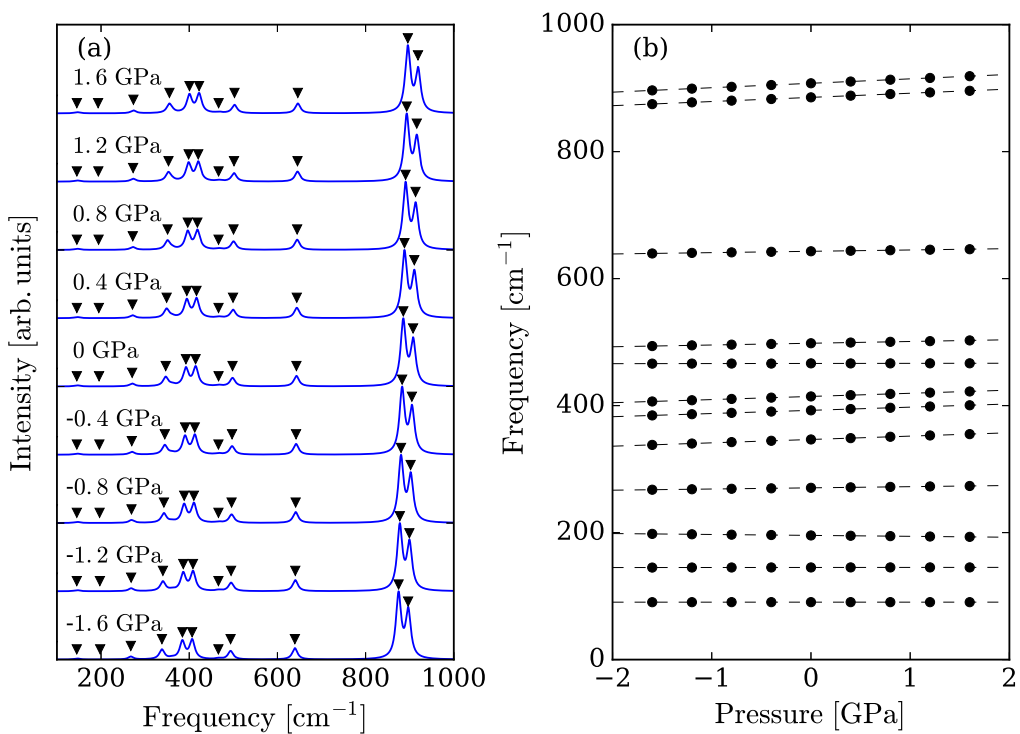 (a)
1.6 GPa
1.2 GPa
0.8 GPa
0.4 GPa
0 GPa
-0.4 GPa
-0.8 GPa
-1.2 GPa
-1.6 GPa
200 400 600 800 1000
Frequency [cm⁻¹]
Intensity [arb. units]
(b)
1000
800
600
400
200
0
−2 −1 0 1 2
Pressure [GPa]
Frequency [cm⁻¹]